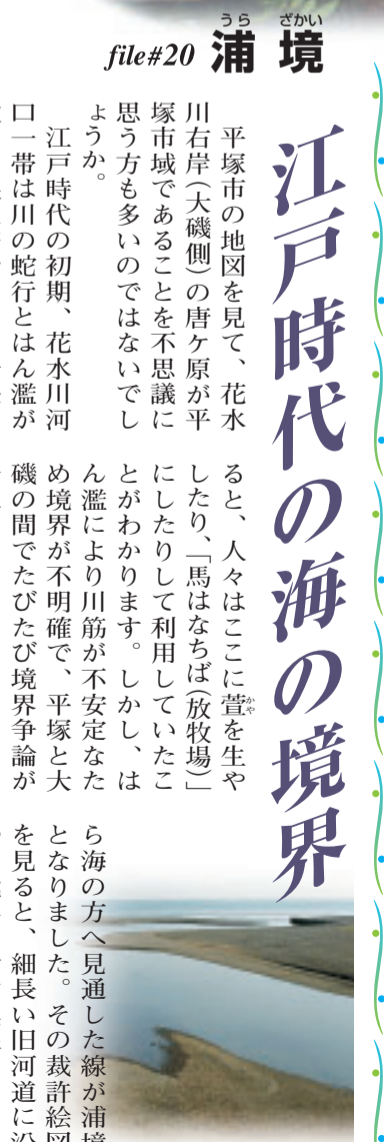 file#20 浦境
うら ざかい
江戸時代の海の境界
平塚市の地図を見て、花水
川右岸(大磯側)の唐ケ原が平
塚市域であることを不思議に
思う方も多いのではないでし
ょうか。
江戸時代の初期、花水川河
口一帯は川の蛇行とはん濫が
ると、人々はここに萱を生や
かや
したり、「馬はなちば(放牧場)」
にしたりして利用していたこ
とがわかります。しかし、は
ん濫により川筋が不安定なた
め境界が不明確で、平塚と大
磯の間でたびたび境界争論が
ら海の方へ見通した線が浦境
となりました。その裁許絵図
を見ると、細長い旧河道に沿